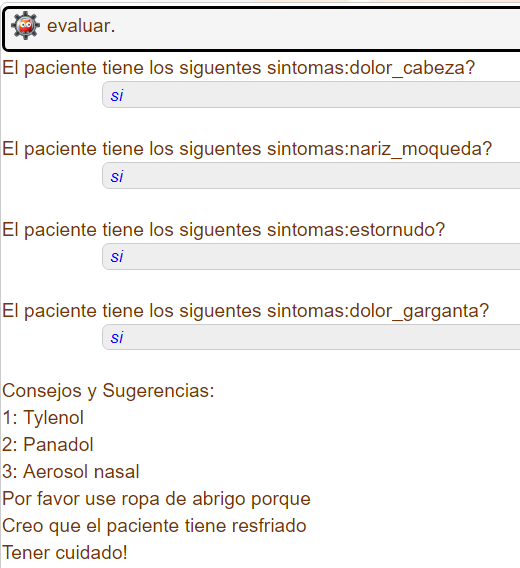 evaluar.
El paciente tiene los siguentes sintomas:dolor_cabeza?
si
El paciente tiene los siguentes sintomas:nariz_moqueda?
si
El paciente tiene los siguentes sintomas:estornudo?
si
El paciente tiene los siguentes sintomas:dolor_garganta?
si
Consejos y Sugerencias:
1: Tylenol
2: Panadol
3: Aerosol nasal
Por favor use ropa de abrigo porque
Creo que el paciente tiene resfriado
Tener cuidado!